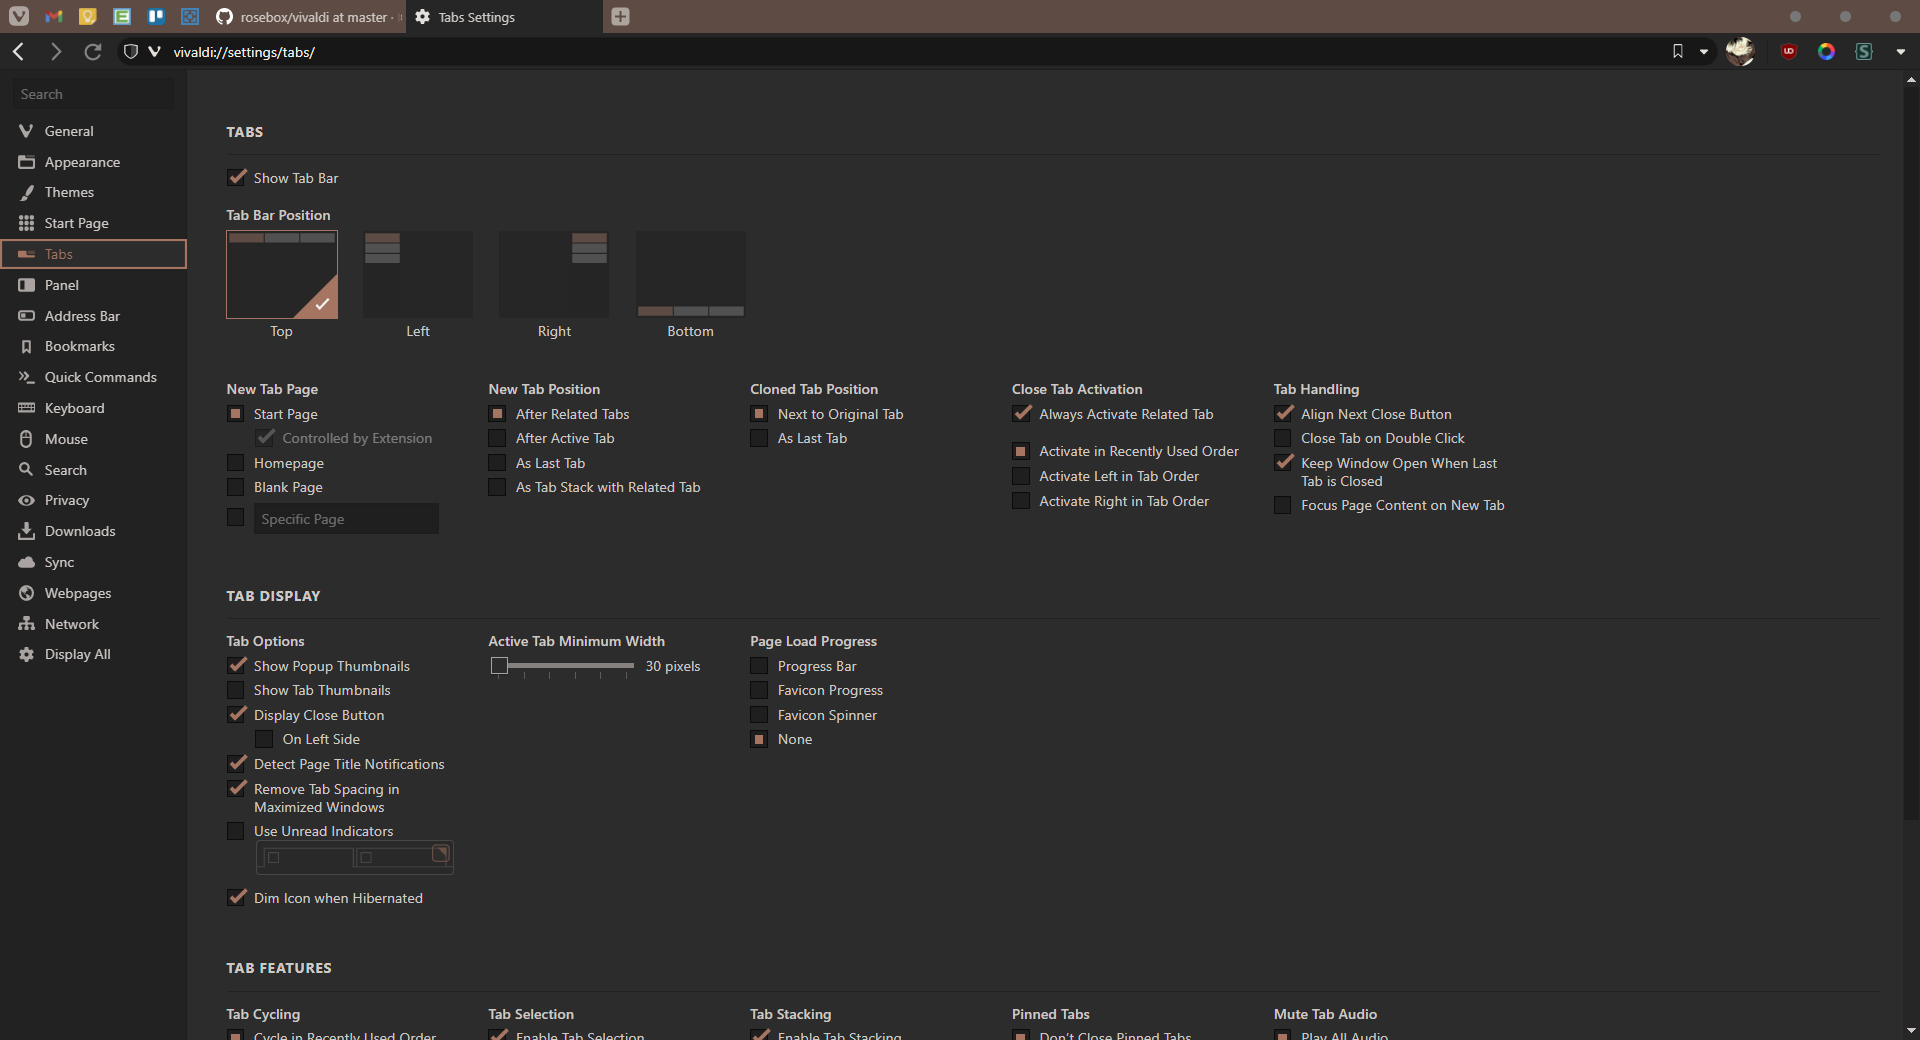 rosebox/vivaldi at master ·
Tabs Settings
vivaldi://settings/tabs/
Search
General
Appearance
Themes
Start Page
Tabs
Panel
Address Bar
Bookmarks
Quick Commands
Keyboard
Mouse
Search
Privacy
Downloads
Sync
Webpages
Network
Display All
TABS
Show Tab Bar
Tab Bar Position
Top
Left
Right
Bottom
New Tab Page
Start Page
Controlled by Extension
Homepage
Blank Page
Specific Page
New Tab Position
After Related Tabs
After Active Tab
As Last Tab
As Tab Stack with Related Tab
Cloned Tab Position
Next to Original Tab
As Last Tab
Close Tab Activation
Always Activate Related Tab
Activate in Recently Used Order
Activate Left in Tab Order
Activate Right in Tab Order
Tab Handling
Align Next Close Button
Close Tab on Double Click
Keep Window Open When Last
Tab is Closed
Focus Page Content on New Tab
TAB DISPLAY
Tab Options
Show Popup Thumbnails
Show Tab Thumbnails
Display Close Button
On Left Side
Detect Page Title Notifications
Remove Tab Spacing in
Maximized Windows
Use Unread Indicators
Dim Icon when Hibernated
Active Tab Minimum Width
30 pixels
Page Load Progress
Progress Bar
Favicon Progress
Favicon Spinner
None
TAB FEATURES
Tab Cycling
Cycle in Recently Used Order
Tab Selection
Enable Tab Selection
Tab Stacking
Enable Tab Stacking
Pinned Tabs
Don't Close Pinned Tabs
Mute Tab Audio
Play All Audio